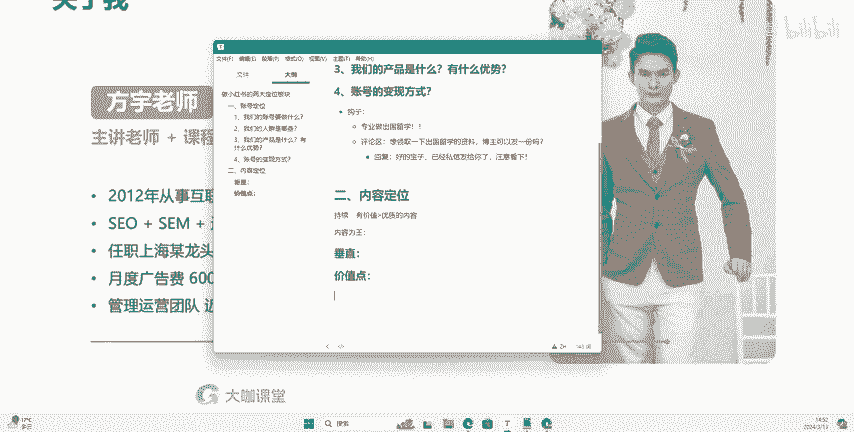 关于我
bilibili
方宇老师
主讲老师 + 课程
• 2012年从事互联
• SEO + SEM +
• 任职上海某龙头
• 月度广告费 600
• 管理运营团队 近
大咖课堂
文件(F) 编辑(E) 段落(P) 格式(O) 视图(V) 主题(T) 帮助(H)
文件 大纲
做小红书的两大定位板块
一、账号定位
1、我们的账号要做什么?
2、我们的人群是哪些?
3、我们的产品是什么?有什么优势?
4、账号的变现方式?
二、内容定位
垂直:
价值点:
3、我们的产品是什么?有什么优势?
4、账号的变现方式?
• 例子:
专业做出国留学!!
评论区:想领取一下出国留学的资料,博主可以发一份吗?
回复:好的宝子,已经私信发给你了,注意看下!
二、内容定位
持续 有价值>优质的内容
内容为王:
垂直:
价值点:
搜索
17°C
14:52